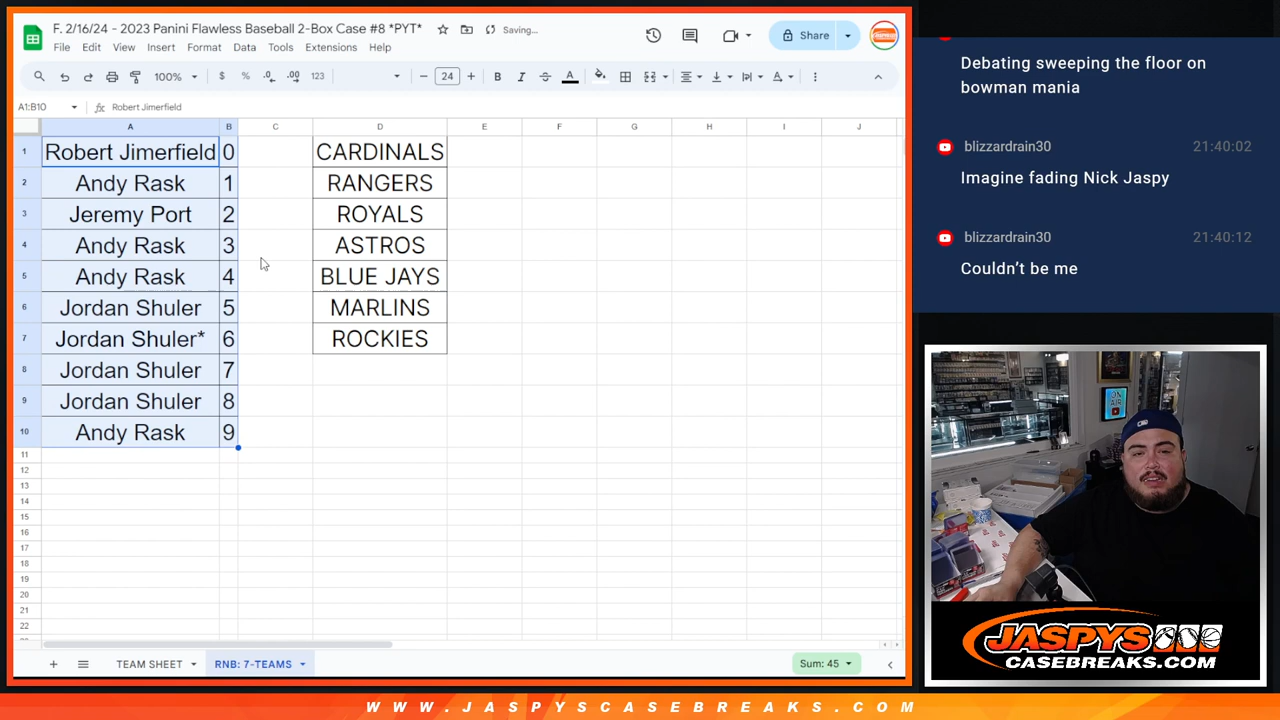 F. 2/16/24 - 2023 Panini Flawless Baseball 2-Box Case #8 *PYT*
Saving...
File Edit View Insert Format Data Tools Extensions Help
Share
100%
$ % .0 .00 123
24
B I A
A1:B10
fx Robert Jimerfield
A B C D E F G H I J
1 Robert Jimerfield 0 CARDINALS
2 Andy Rask 1 RANGERS
3 Jeremy Port 2 ROYALS
4 Andy Rask 3 ASTROS
5 Andy Rask 4 BLUE JAYS
6 Jordan Shuler 5 MARLINS
7 Jordan Shuler* 6 ROCKIES
8 Jordan Shuler 7
9 Jordan Shuler 8
10 Andy Rask 9
11
12
13
14
15
16
17
18
19
20
21
TEAM SHEET
RNB: 7-TEAMS
Sum: 45
Debating sweeping the floor on
bowman mania
blizzardrain30 21:40:02
Imagine fading Nick Jaspy
blizzardrain30 21:40:12
Couldn't be me
ON
AIR
JASPYS
CASEBREAKS.COM
WWW.JASPYSCASEBREAKS.COM